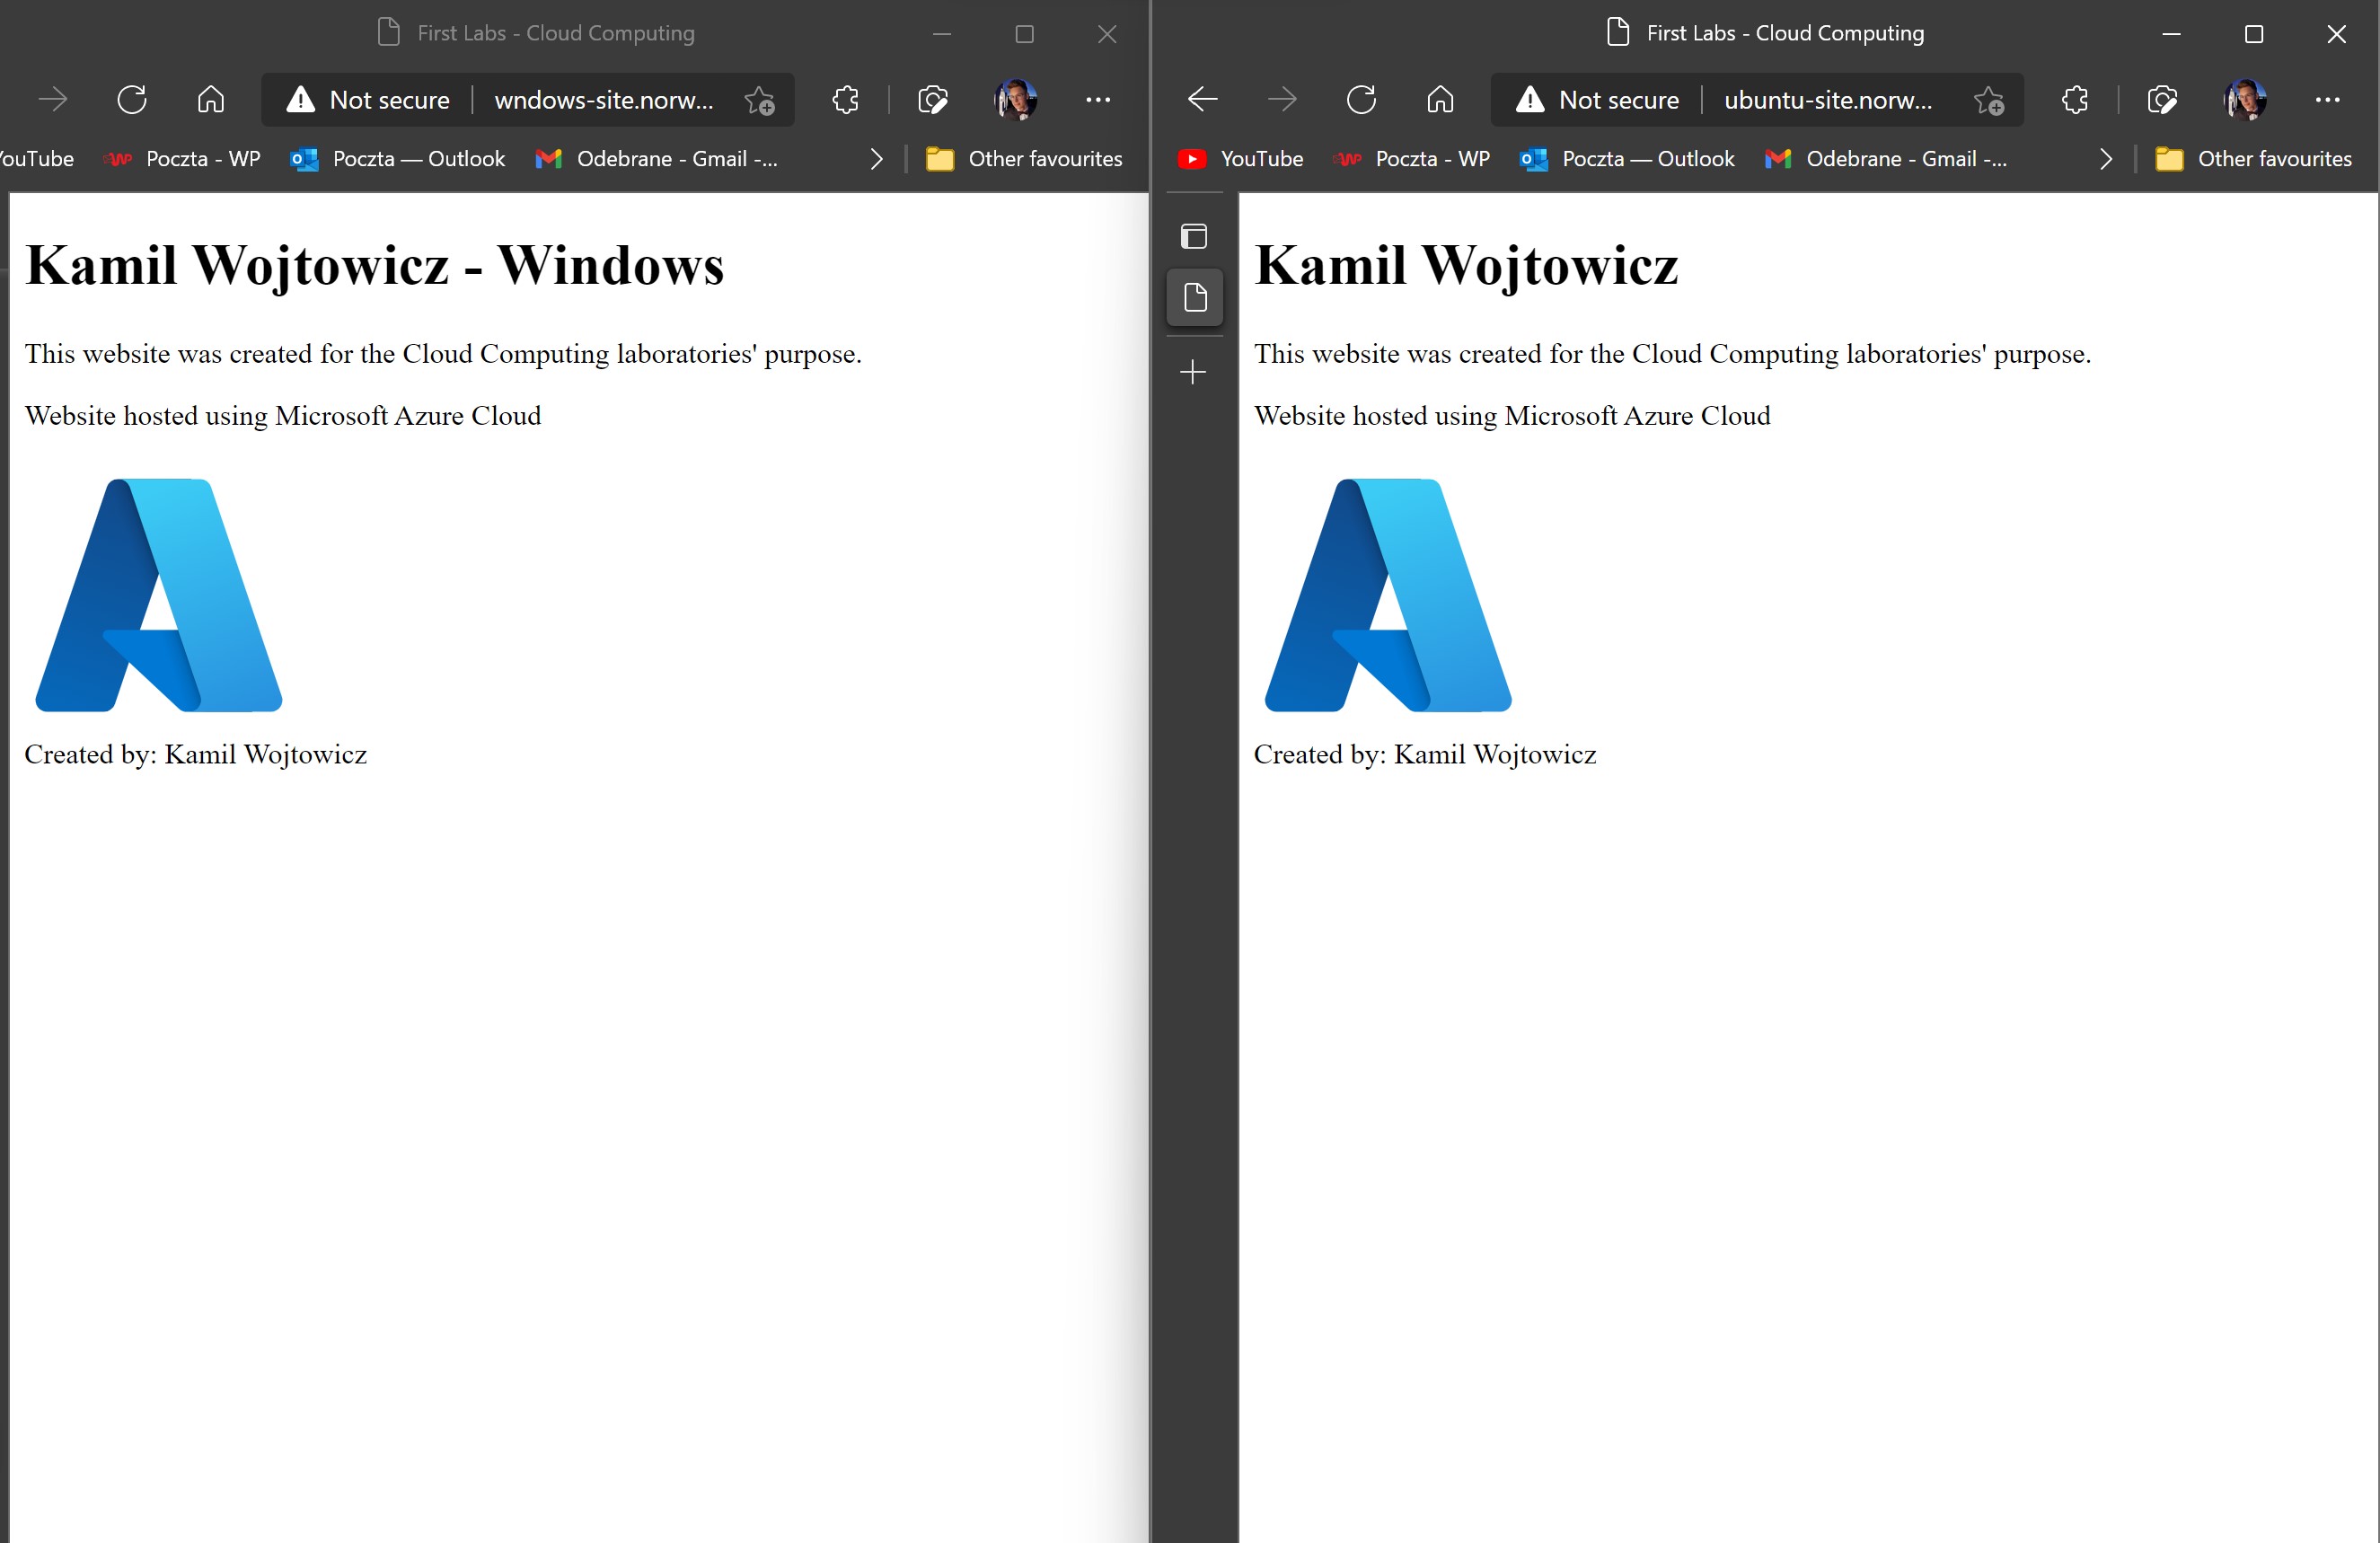 First Labs - Cloud Computing
Not secure wndows-site.norw...
YouTube Poczta - WP Poczta — Outlook Odebrane - Gmail -... Other favourites
Kamil Wojtowicz - Windows
This website was created for the Cloud Computing laboratories' purpose.
Website hosted using Microsoft Azure Cloud
Created by: Kamil Wojtowicz
First Labs - Cloud Computing
Not secure ubuntu-site.norw...
YouTube Poczta - WP Poczta — Outlook Odebrane - Gmail -... Other favourites
Kamil Wojtowicz
This website was created for the Cloud Computing laboratories' purpose.
Website hosted using Microsoft Azure Cloud
Created by: Kamil Wojtowicz